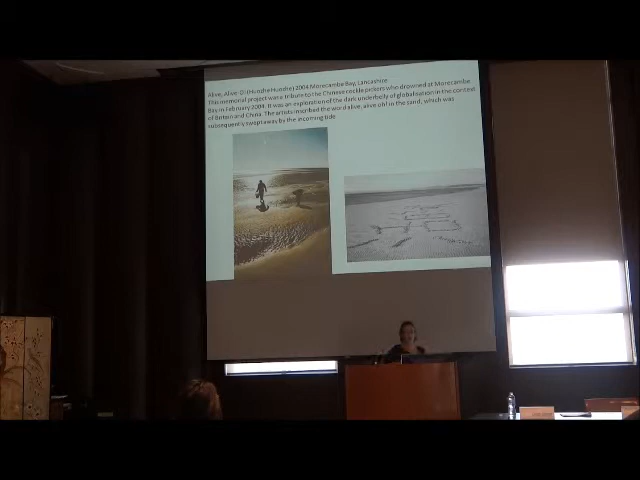 Alive, Alive-O! (Huozhe Huozhe) 2004 Morecambe Bay, Lancashire.
This memorial project was a tribute to the Chinese cockle pickers who drowned at Morecambe
Bay in February 2004. It was an exploration of the dark underbelly of globalisation in the context
of Britain and China. The artists inscribed the word alive, alive oh! in the sand, which was
subsequently swept away by the incoming tide